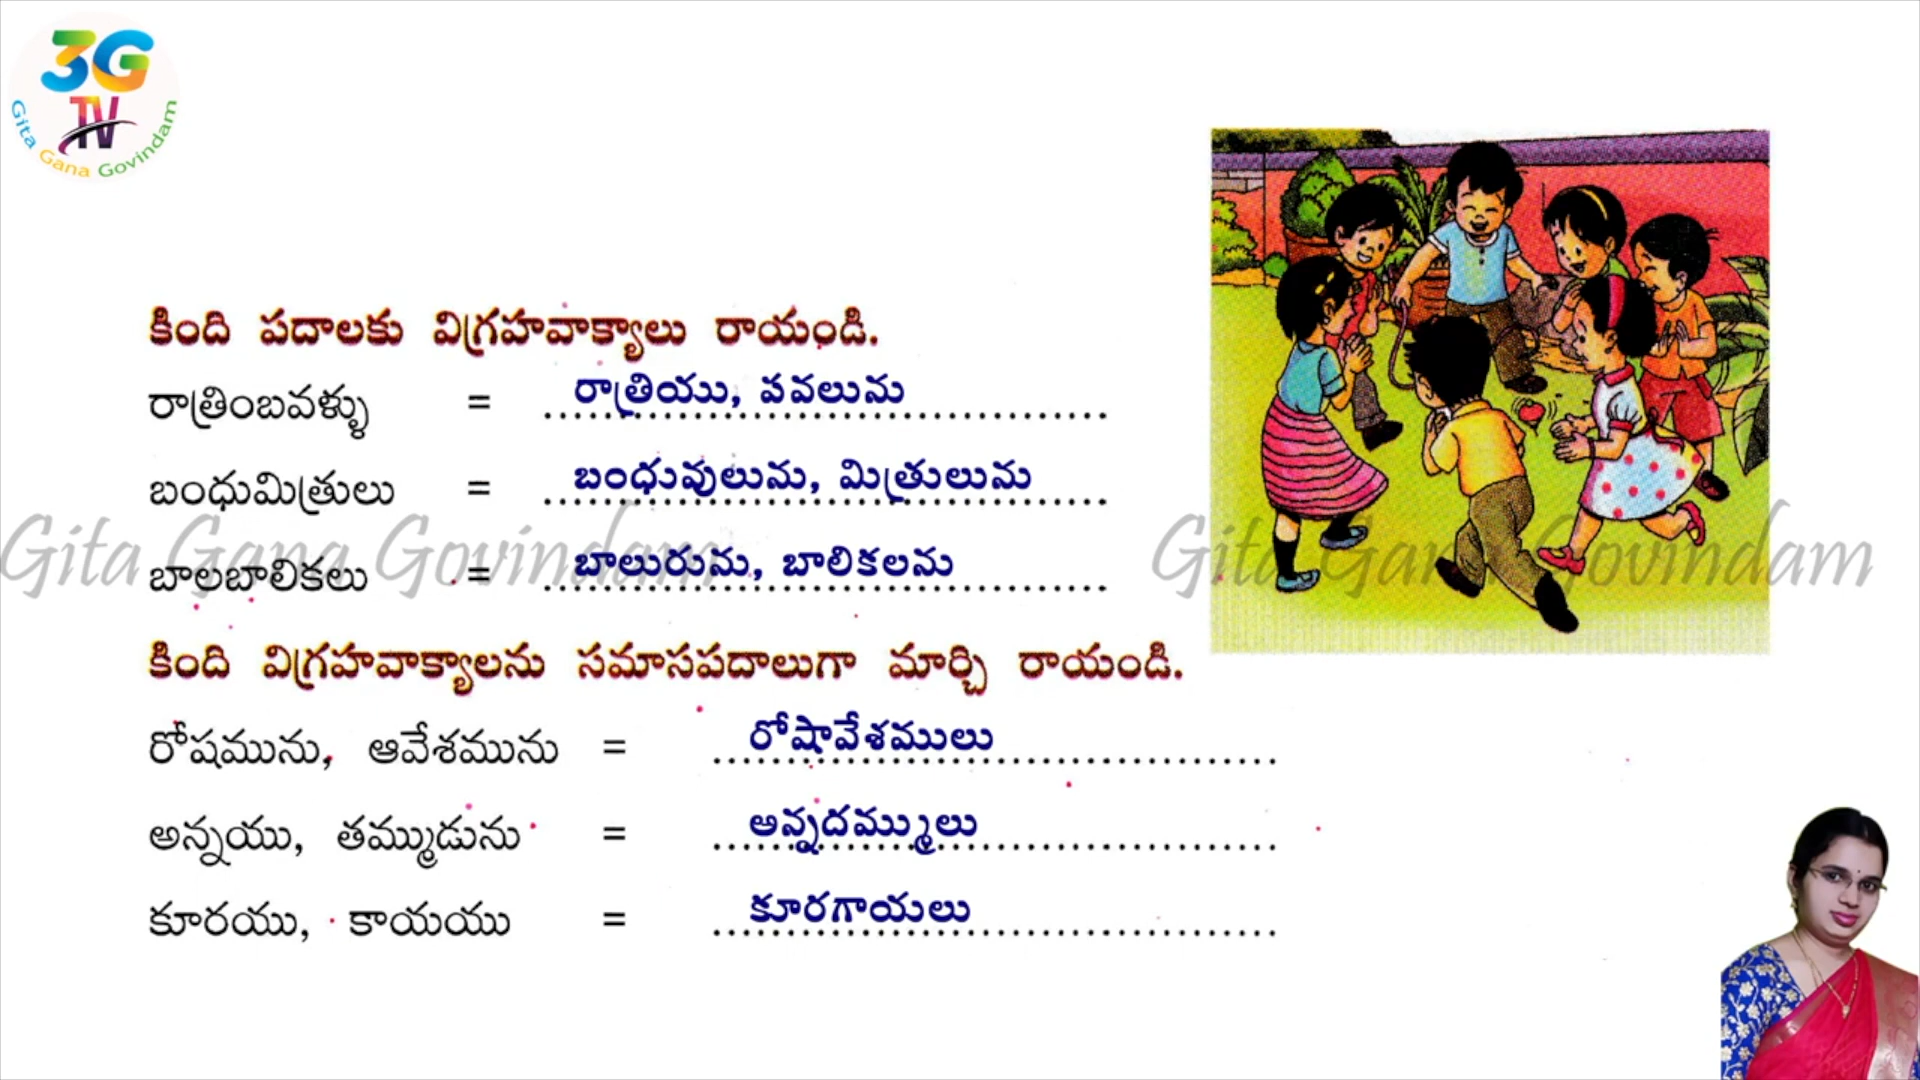 3G
TV
Gita Gana Govindam
కింది పదాలకు విగ్రహవాక్యాలు రాయండి.
రాత్రింబవళ్ళు = రాత్రియు, పవలును
బంధుమిత్రులు = బంధువులును, మిత్రులును
Gita Gana Govindam Gita Gana Govindam
బాలబాలికలు = బాలురును, బాలికలను
కింది విగ్రహవాక్యాలను సమాసపదాలుగా మార్చి రాయండి.
రోషమును, ఆవేశమును = రోషావేశములు
అన్నయు, తమ్ముడును = అన్నదమ్ములు
కూరయు, కాయయు = కూరగాయలు